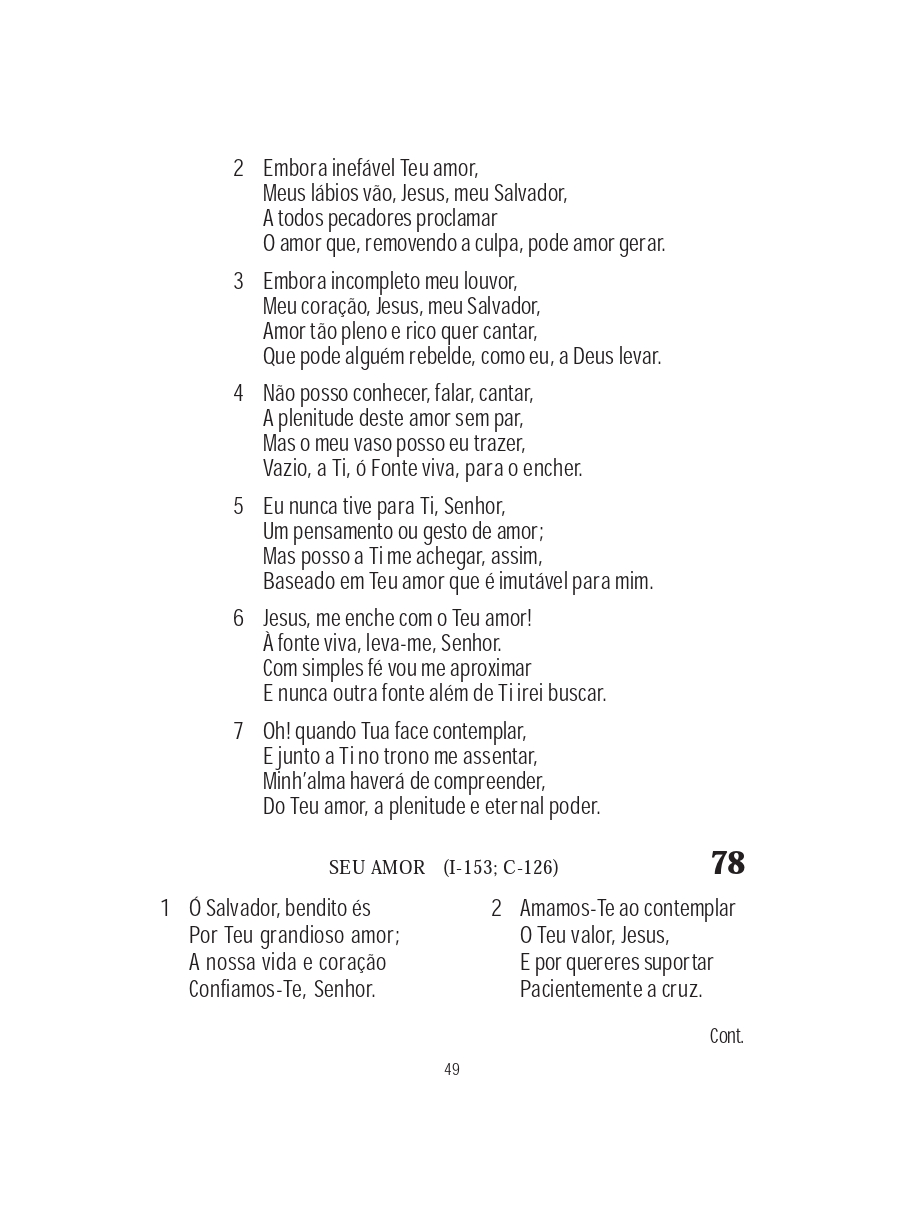 2 Embora inefável Teu amor,
Meus lábios vão, Jesus, meu Salvador,
A todos pecadores proclamar
O amor que, removendo a culpa, pode amor gerar.
3 Embora incompleto meu louvor,
Meu coração, Jesus, meu Salvador,
Amor tão pleno e rico quer cantar,
Que pode alguém rebelde, como eu, a Deus levar.
4 Não posso conhecer, falar, cantar,
A plenitude deste amor sem par,
Mas o meu vaso posso eu trazer,
Vazio, a Ti, ó Fonte viva, para o encher.
5 Eu nunca tive para Ti, Senhor,
Um pensamento ou gesto de amor;
Mas posso a Ti me achegar, assim,
Baseado em Teu amor que é imutável para mim.
6 Jesus, me enche com o Teu amor!
À fonte viva, leva-me, Senhor.
Com simples fé vou me aproximar
E nunca outra fonte além de Ti irei buscar.
7 Oh! quando Tua face contemplar,
E junto a Ti no trono me assentar,
Minh’alma haverá de compreender,
Do Teu amor, a plenitude e eternal poder.
SEU AMOR (I-153; C-126) 78
1 Ó Salvador, bendito és
Por Teu grandioso amor;
A nossa vida e coração
Confiamos-Te, Senhor.
2 Amamos-Te ao contemplar
O Teu valor, Jesus,
E por quereres suportar
Pacientemente a cruz.
Cont.
49